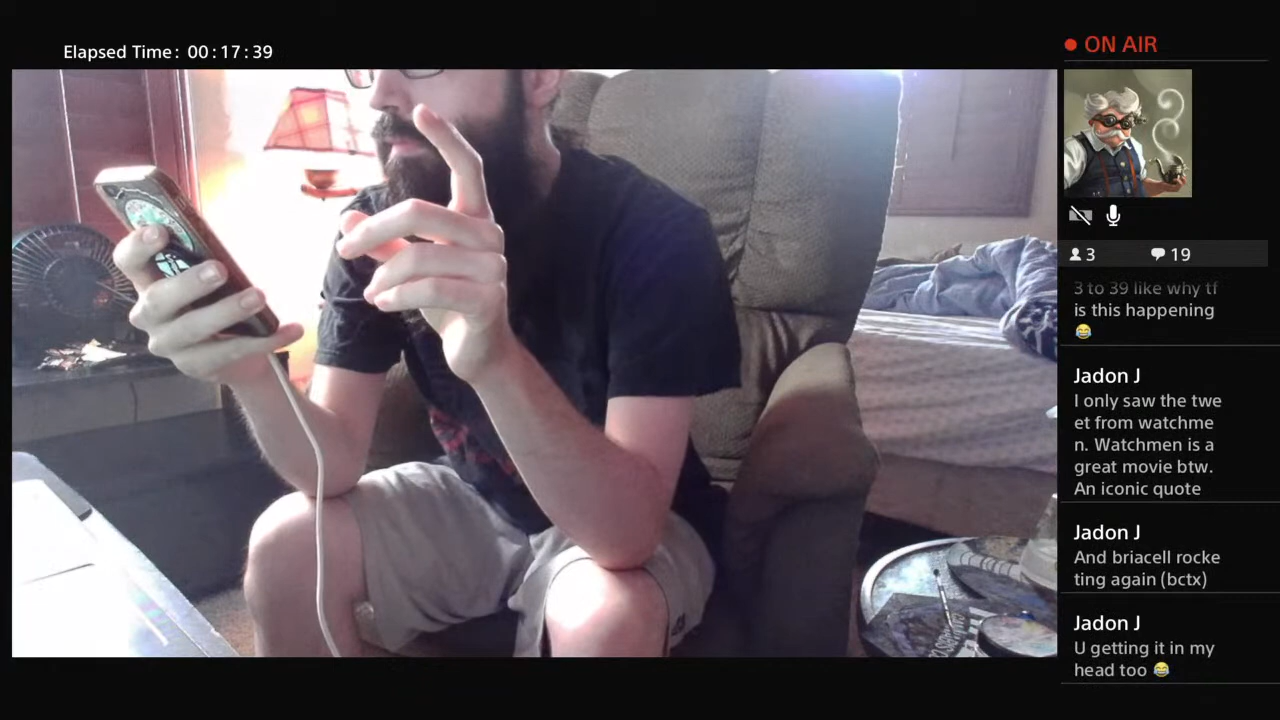 Elapsed Time: 00:17:39
ON AIR
3 19
3 to 39 like why tf
is this happening
😂
Jadon J
I only saw the twe
et from watchme
n. Watchmen is a
great movie btw.
An iconic quote
Jadon J
And briacell rocke
ting again (bctx)
Jadon J
U getting it in my
head too 😂